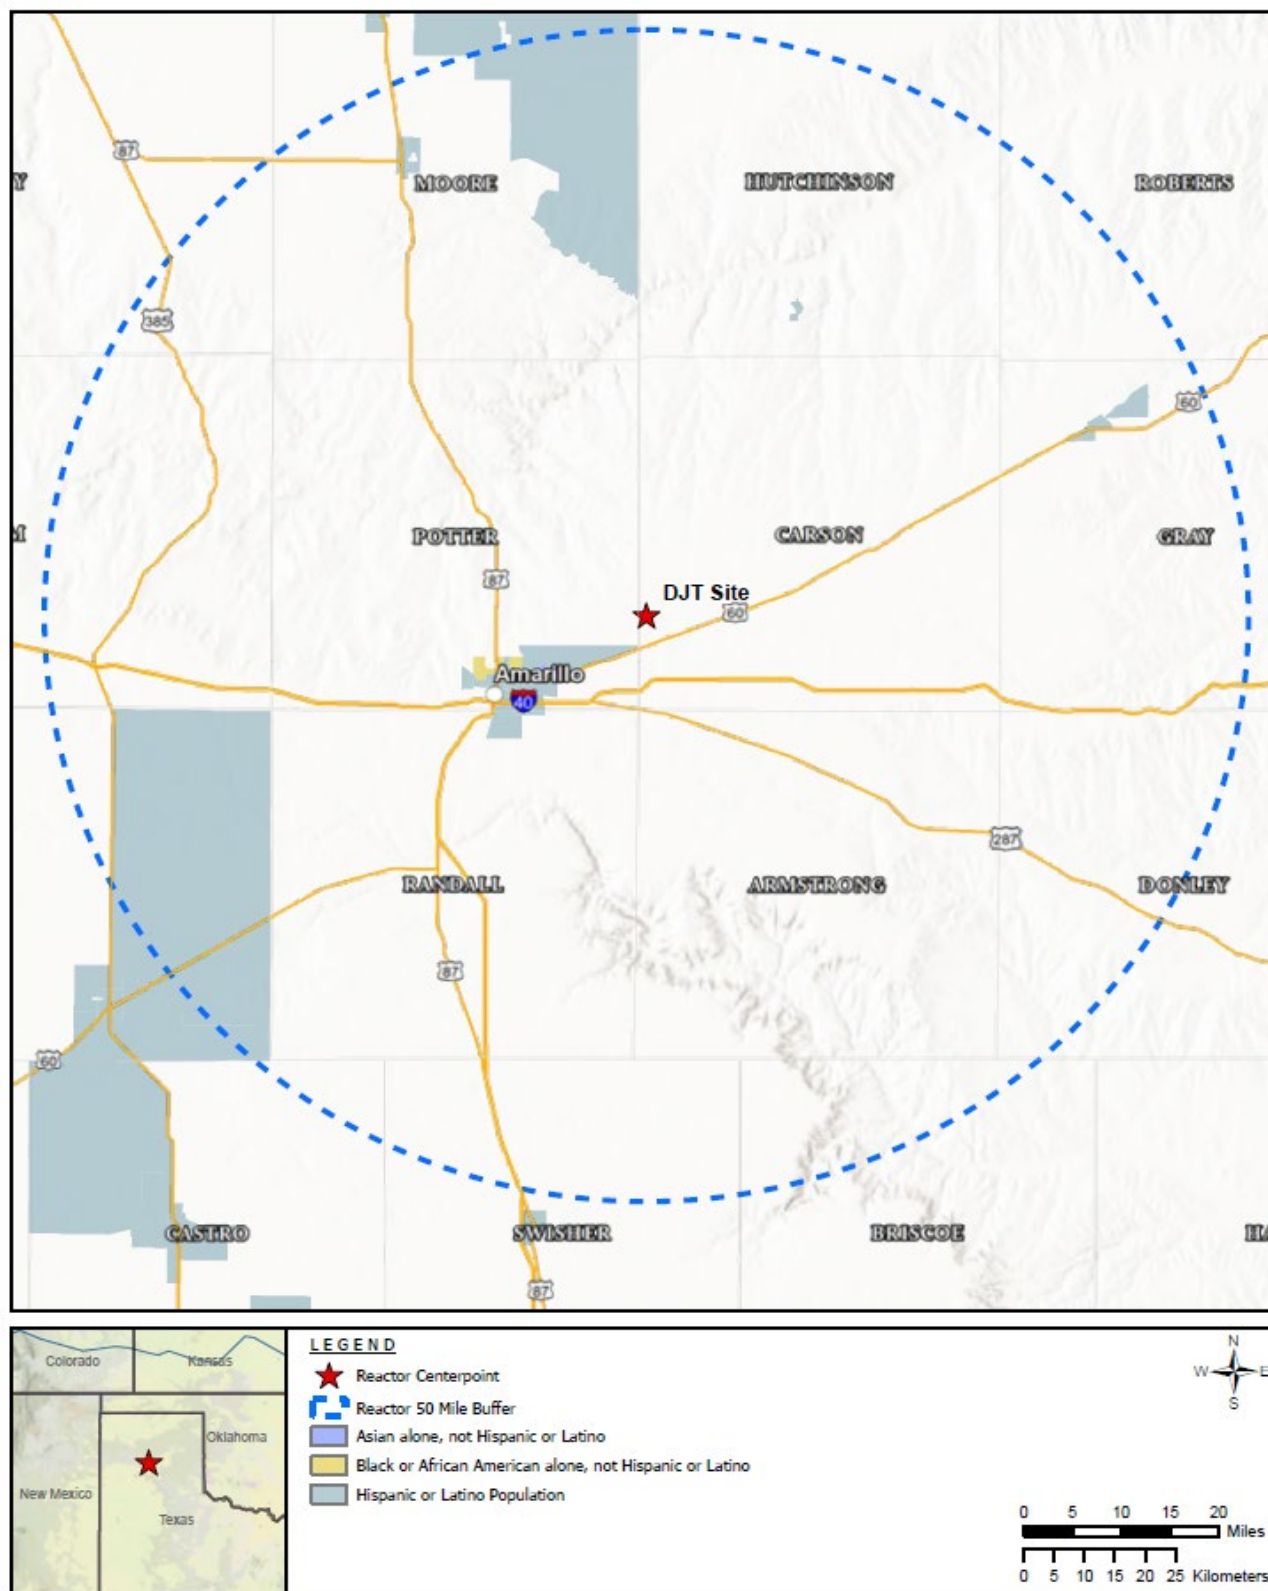 87
Y
MOORE
HUTCHINSON
ROBERTS
385
60
M
POTTER
CARSON
GRAY
87
DJT Site
60
Amarillo
40
287
RANDALL
ARMSTRONG
DONLEY
87
60
CASTRO
SWISHER
BRISCOE
HA
87
Colorado
Kansas
Oklahoma
New Mexico
Texas
LEGEND
Reactor Centerpoint
Reactor 50 Mile Buffer
Asian alone, not Hispanic or Latino
Black or African American alone, not Hispanic or Latino
Hispanic or Latino Population
N
W E
S
0 5 10 15 20
Miles
0 5 10 15 20 25 Kilometers